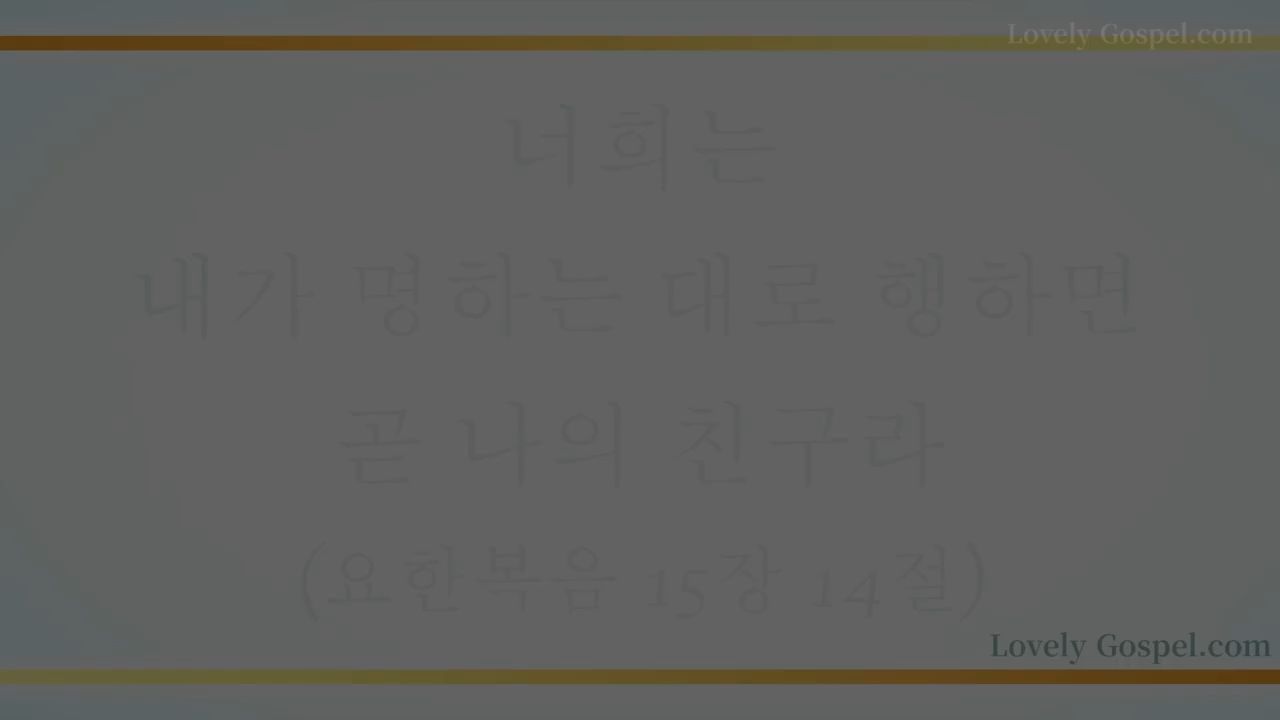 Lovely Gospel.com
너희는
내가 명하는 대로 행하면
곧 나의 친구라
(요한복음 15장 14절)
Lovely Gospel.com